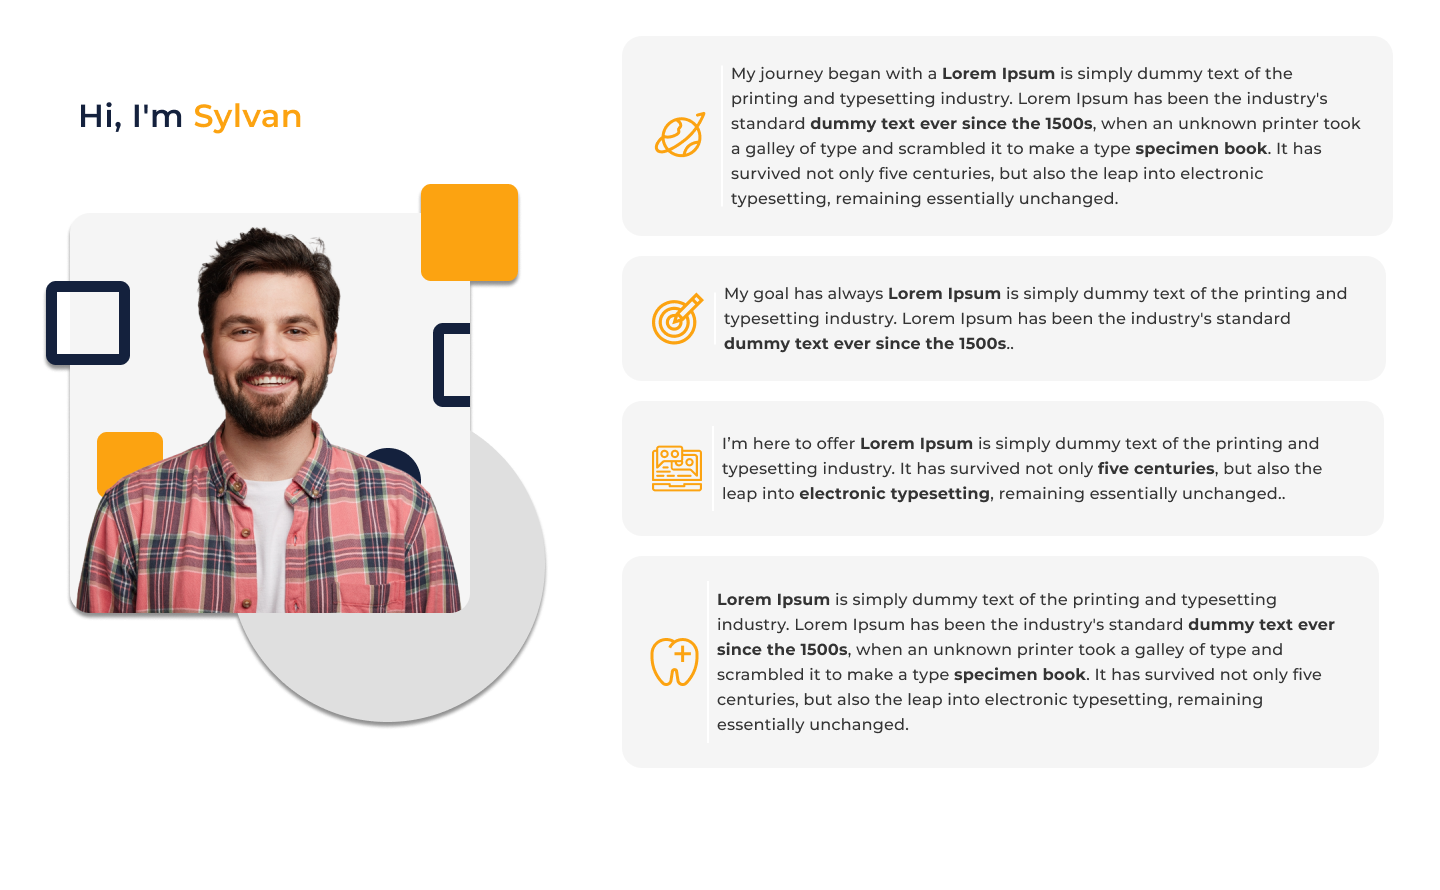 Hi, I'm Sylvan
My journey began with a Lorem Ipsum is simply dummy text of the
printing and typesetting industry. Lorem Ipsum has been the industry's
standard dummy text ever since the 1500s, when an unknown printer took
a galley of type and scrambled it to make a type specimen book. It has
survived not only five centuries, but also the leap into electronic
typesetting, remaining essentially unchanged.
My goal has always Lorem Ipsum is simply dummy text of the printing and
typesetting industry. Lorem Ipsum has been the industry's standard
dummy text ever since the 1500s..
I’m here to offer Lorem Ipsum is simply dummy text of the printing and
typesetting industry. It has survived not only five centuries, but also the
leap into electronic typesetting, remaining essentially unchanged..
Lorem Ipsum is simply dummy text of the printing and typesetting
industry. Lorem Ipsum has been the industry's standard dummy text ever
since the 1500s, when an unknown printer took a galley of type and
scrambled it to make a type specimen book. It has survived not only five
centuries, but also the leap into electronic typesetting, remaining
essentially unchanged.